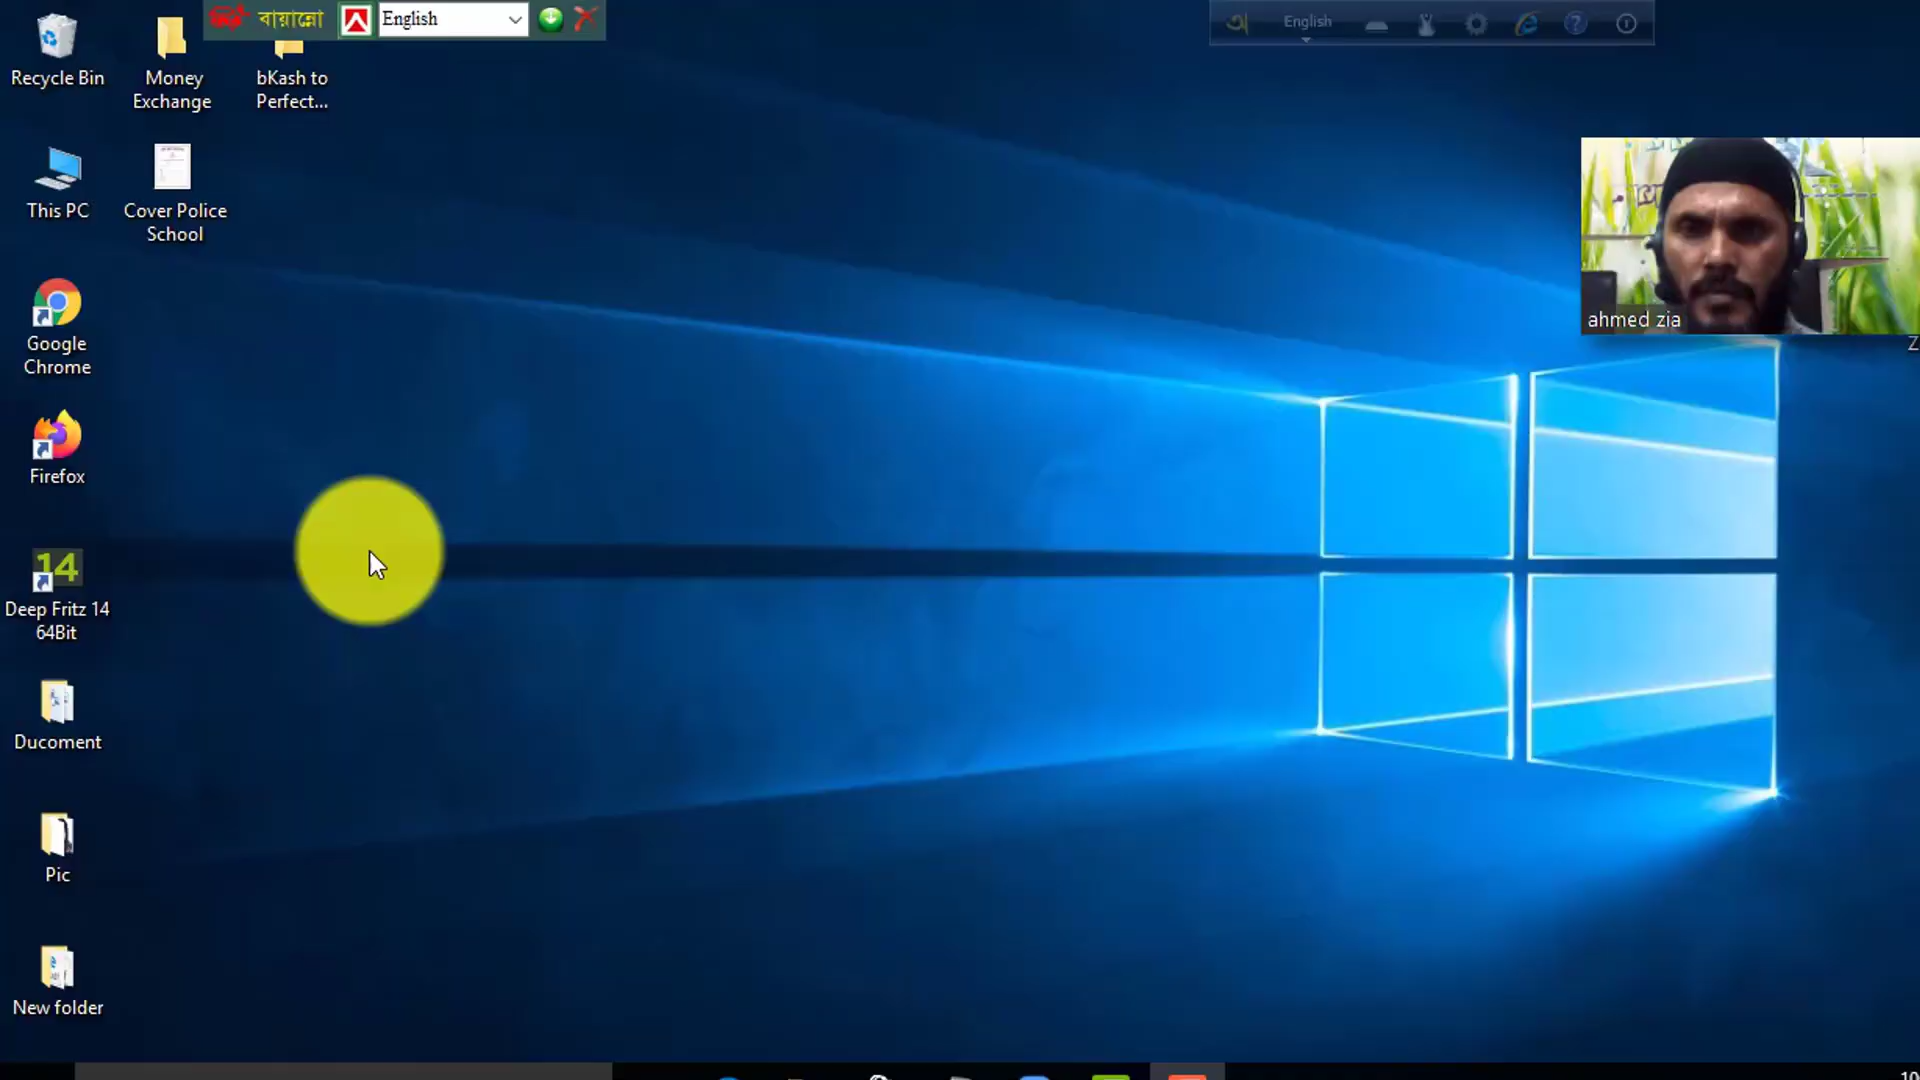 বায়ান্নো
English
অ
English
Recycle Bin
Money
Exchange
bKash to
Perfect...
This PC
Cover Police
School
ahmed zia
Z
Google
Chrome
Firefox
14
Deep Fritz 14
64Bit
Ducoment
Pic
New folder